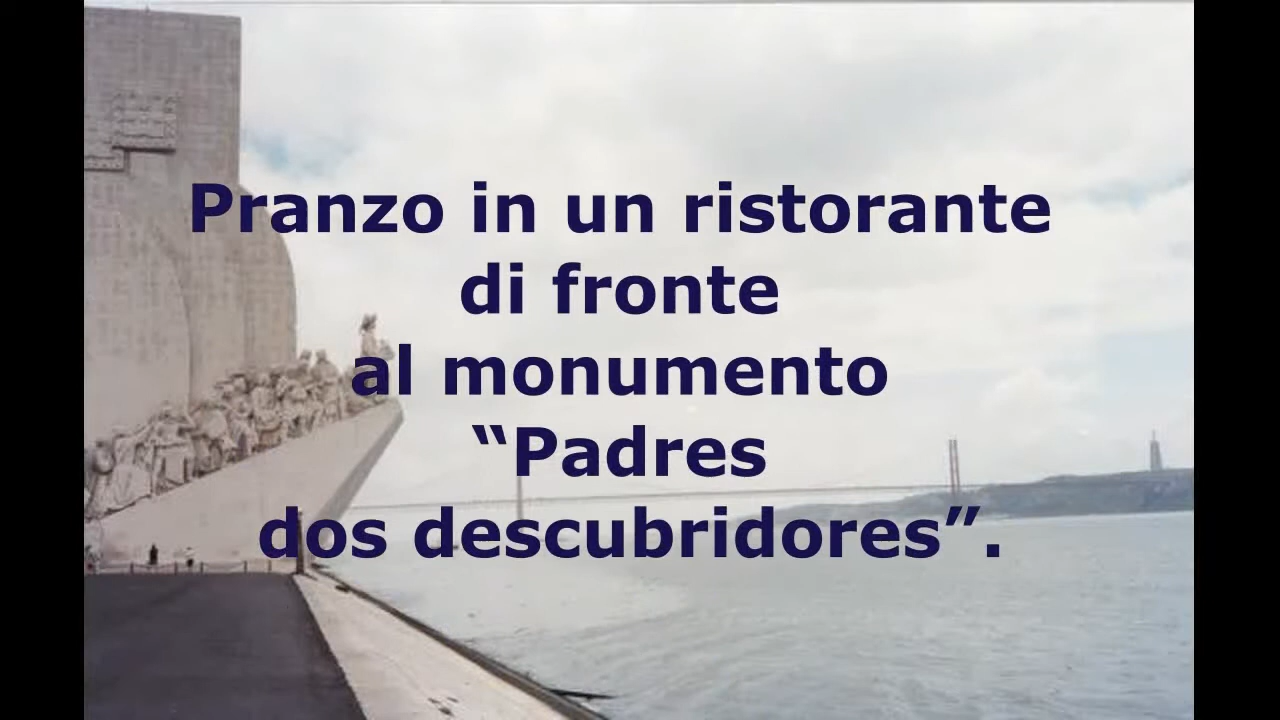 Pranzo in un ristorante
di fronte
al monumento
“Padres
dos descubridores”.